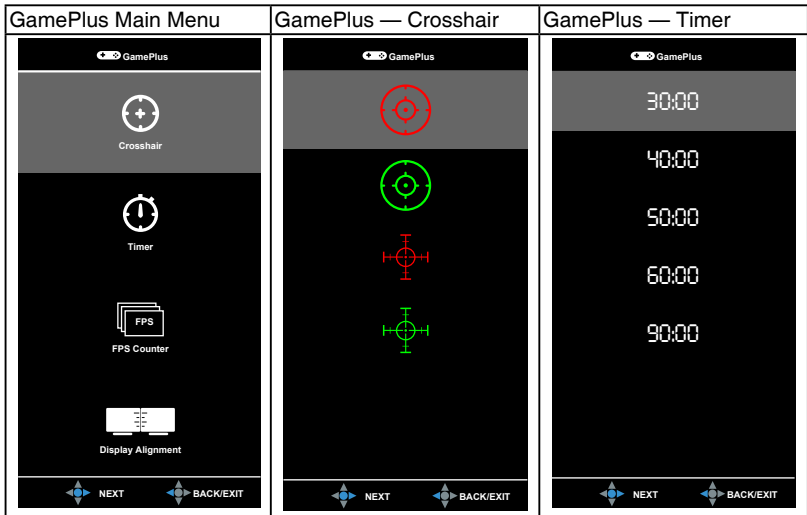 GamePlus Main Menu
GamePlus — Crosshair
GamePlus — Timer
GamePlus
Crosshair
Timer
FPS
FPS Counter
Display Alignment
NEXT BACK/EXIT
GamePlus
NEXT BACK/EXIT
GamePlus
30:00
40:00
50:00
60:00
90:00
NEXT BACK/EXIT